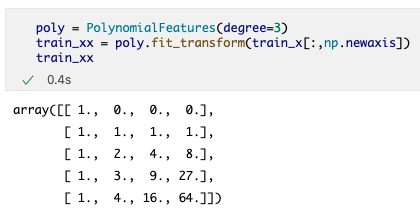 poly = PolynomialFeatures(degree=3)
train_xx = poly.fit_transform(train_x[:,np.newaxis])
train_xx
0.4s
array([[ 1.,  0.,  0.,  0.],
       [ 1.,  1.,  1.,  1.],
       [ 1.,  2.,  4.,  8.],
       [ 1.,  3.,  9., 27.],
       [ 1.,  4., 16., 64.]])